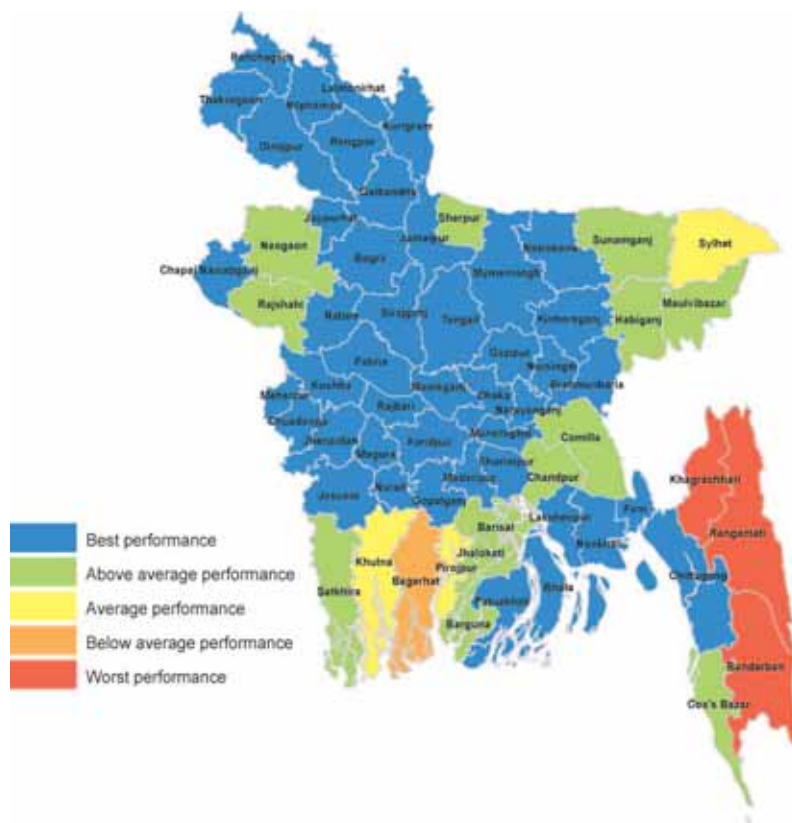 Panchagarh
Lalmonirhat
Thakurgaon
Nilphamari
Kurigram
Rangpur
Dinajpur
Gaibandha
Sherpur
Joypurhat
Jamalpur
Sunamganj
Sylhet
Naogaon
Netrokona
Bogra
Mymensingh
Chapai Nawabganj
Maulvibazar
Rajshahi
Natore
Sirajganj
Tangail
Kishoreganj
Habiganj
Gazipur
Pabna
Narsingdi
Kushtia
Manikganj
Brahmanbaria
Meherpur
Dhaka
Rajbari
Narayanganj
Chuadanga
Munshiganj
Comilla
Jhenaidah
Faridpur
Magura
Shariatpur
Khagrachhari
Madaripur
Chandpur
Narail
Jessore
Gopalganj
Feni
Lakshmipur
Barisal
Rangamati
Noakhali
Best performance
Khulna
Jhalokati
Pirojpur
Above average performance
Bagerhat
Chittagong
Satkhira
Bhola
Patuakhali
Average performance
Barguna
Below average performance
Bandarban
Worst performance
Cox's Bazar